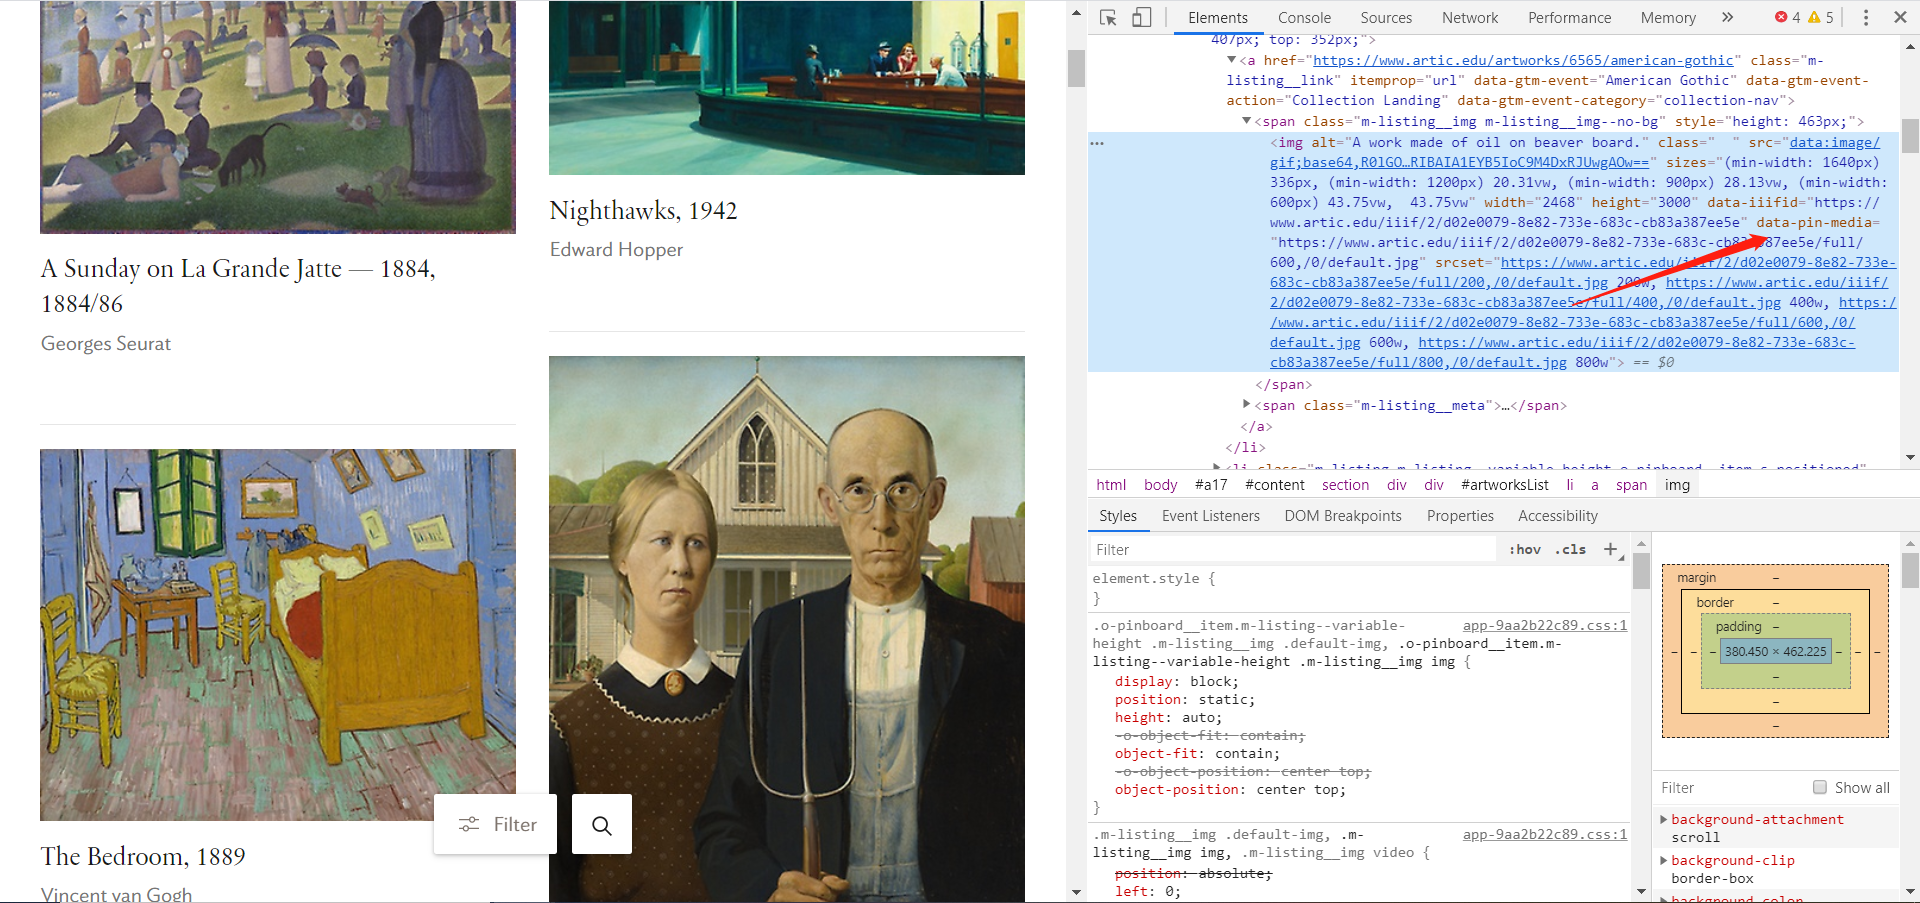 A Sunday on La Grande Jatte — 1884,
1884/86
Georges Seurat
The Bedroom, 1889
Vincent van Gogh
Nighthawks, 1942
Edward Hopper
Filter
Elements Console Sources Network Performance Memory » 4 5
407px; top: 352px;">
▼<a href="https://www.artic.edu/artworks/6565/american-gothic" class="m-
listing__link" itemprop="url" data-gtm-event="American Gothic" data-gtm-
action="Collection Landing" data-gtm-event-category="collection-nav">
▼<span class="m-listing__img m-listing__img--no-bg" style="height: 463px;">
<img alt="A work made of oil on beaver board." class="  " src="data:image/
gif;base64,R0lGO…RIBAIA1EYB5IoC9M4DxRJUwgAOw==" sizes="(min-width: 1640px)
336px, (min-width: 1200px) 20.31vw, (min-width: 900px) 28.13vw, (min-width:
600px) 43.75vw,  43.75vw" width="2468" height="3000" data-iiifid="https://
www.artic.edu/iiif/2/d02e0079-8e82-733e-683c-cb83a387ee5e" data-pin-media=
"https://www.artic.edu/iiif/2/d02e0079-8e82-733e-683c-cb83a387ee5e/full/
600,/0/default.jpg" srcset="https://www.artic.edu/iiif/2/d02e0079-8e82-733e-
683c-cb83a387ee5e/full/200,/0/default.jpg 200w, https://www.artic.edu/iiif/
2/d02e0079-8e82-733e-683c-cb83a387ee5e/full/400,/0/default.jpg 400w, https:/
/www.artic.edu/iiif/2/d02e0079-8e82-733e-683c-cb83a387ee5e/full/600,/0/
default.jpg 600w, https://www.artic.edu/iiif/2/d02e0079-8e82-733e-683c-
cb83a387ee5e/full/800,/0/default.jpg 800w"> == $0
</span>
▶<span class="m-listing__meta">…</span>
</a>
</li>
▶<li class="m-listing m-listing--variable-height o-pinboard__item s-positioned"
html body #a17 #content section div div #artworksList li a span img
Styles Event Listeners DOM Breakpoints Properties Accessibility
Filter :hov .cls +
element.style {
}
.o-pinboard__item.m-listing--variable- app-9aa2b22c89.css:1
height .m-listing__img .default-img, .o-pinboard__item.m-
listing--variable-height .m-listing__img img {
display: block;
position: static;
height: auto;
-o-object-fit: contain;
object-fit: contain;
-o-object-position: center top;
object-position: center top;
}
.m-listing__img .default-img, .m- app-9aa2b22c89.css:1
listing__img img, .m-listing__img video {
position: absolute;
left: 0;
margin –
border –
padding –
– – – 380.450 × 462.225 – – –
–
–
–
Filter Show all
▶background-attachment
scroll
▶background-clip
border-box
▶background-color